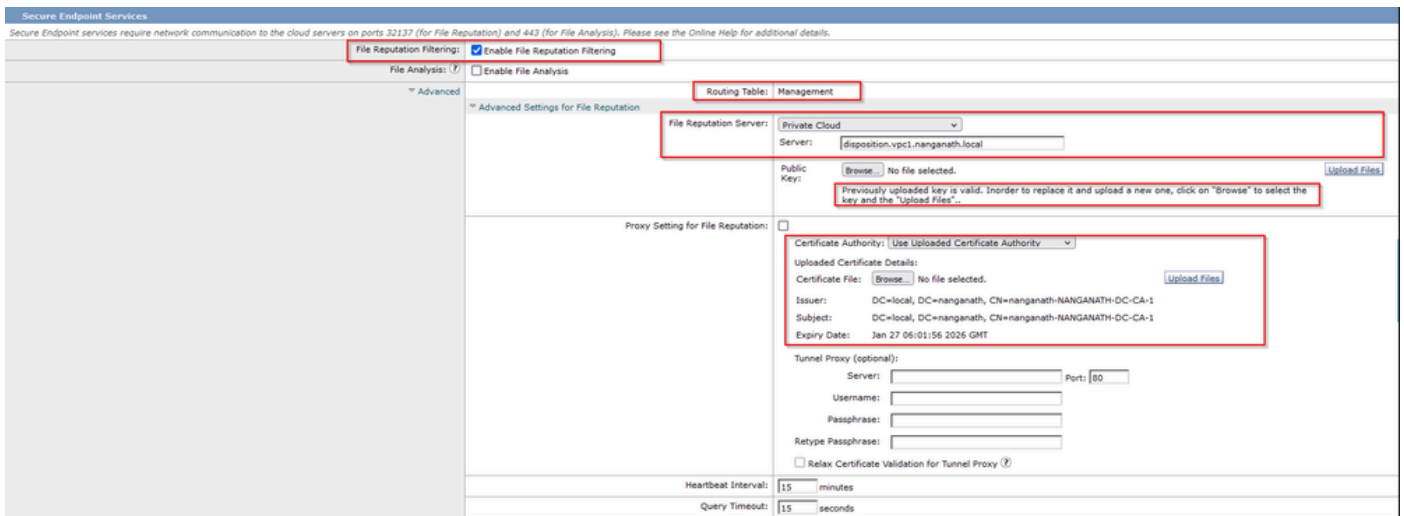 Secure Endpoint Services
Secure Endpoint services require network communication to the cloud servers on ports 32137 (for File Reputation) and 443 (for File Analysis). Please see the Online Help for additional details.
File Reputation Filtering: Enable File Reputation Filtering
File Analysis: ? Enable File Analysis
Advanced
Routing Table: Management
Advanced Settings for File Reputation
File Reputation Server: Private Cloud
Server: disposition.vpc1.nanganath.local
Public Key: Browse... No file selected. Upload Files
Previously uploaded key is valid. Inorder to replace it and upload a new one, click on "Browse" to select the
key and the "Upload Files"..
Proxy Setting for File Reputation:
Certificate Authority: Use Uploaded Certificate Authority
Uploaded Certificate Details:
Certificate File: Browse... No file selected. Upload Files
Issuer: DC=local, DC=nanganath, CN=nanganath-NANGANATH-DC-CA-1
Subject: DC=local, DC=nanganath, CN=nanganath-NANGANATH-DC-CA-1
Expiry Date: Jan 27 06:01:56 2026 GMT
Tunnel Proxy (optional):
Server: Port: 80
Username:
Passphrase:
Retype Passphrase:
Relax Certificate Validation for Tunnel Proxy ?
Heartbeat Interval: 15 minutes
Query Timeout: 15 seconds